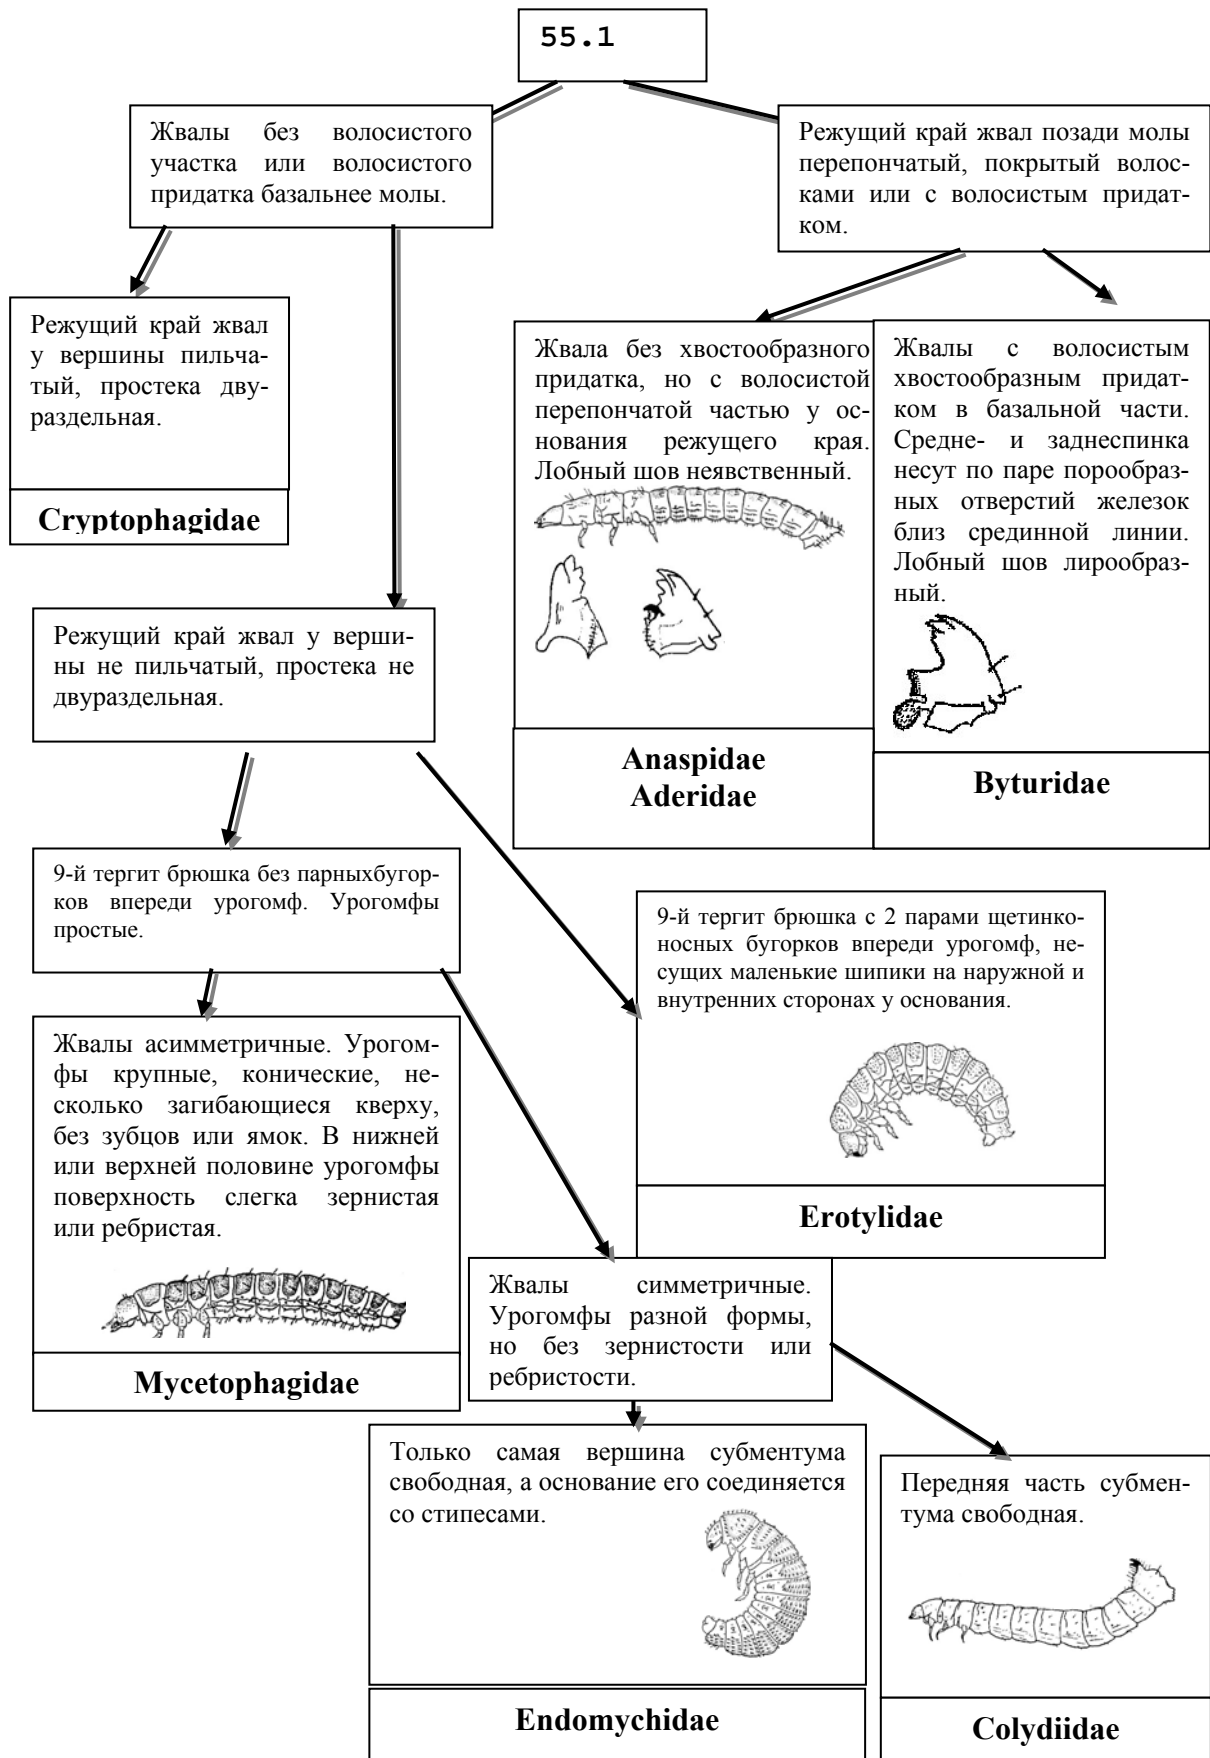 55.1
Жвалы без волосистого
участка или волосистого
придатка базальнее молы.
Режущий край жвал позади молы
перепончатый, покрытый волос-
ками или с волосистым придат-
ком.
Режущий край жвал
у вершины пильча-
тый, простека дву-
раздельная.
Cryptophagidae
Жвала без хвостообразного
придатка, но с волосистой
перепончатой частью у ос-
нования режущего края.
Лобный шов неявственный.
Anaspidae
Aderidae
Жвалы с волосистым
хвостообразным придат-
ком в базальной части.
Средне- и заднеспинка
несут по паре порообраз-
ных отверстий железок
близ срединной линии.
Лобный шов лирообраз-
ный.
Byturidae
Режущий край жвал у верши-
ны не пильчатый, простека не
двураздельная.
9-й тергит брюшка без парныхбугор-
ков впереди урогомф. Урогомфы
простые.
9-й тергит брюшка с 2 парами щетинко-
носных бугорков впереди урогомф, не-
сущих маленькие шипики на наружной и
внутренних сторонах у основания.
Erotylidae
Жвалы асимметричные. Урогом-
фы крупные, конические, не-
сколько загибающиеся кверху,
без зубцов или ямок. В нижней
или верхней половине урогомфы
поверхность слегка зернистая
или ребристая.
Mycetophagidae
Жвалы симметричные.
Урогомфы разной формы,
но без зернистости или
ребристости.
Только самая вершина субментума
свободная, а основание его соединяется
со стипесами.
Endomychidae
Передняя часть субмен-
тума свободная.
Colydiidae